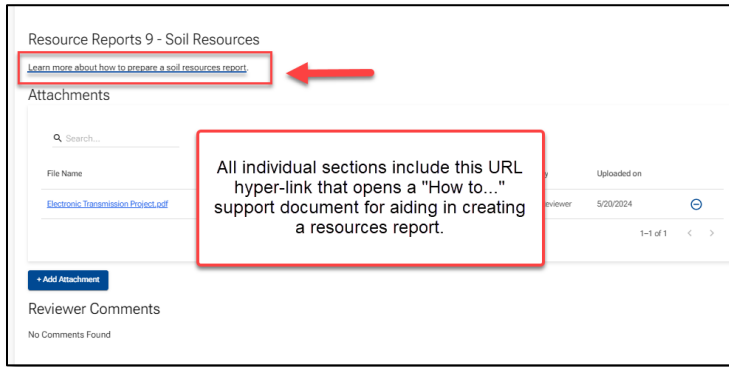 Resource Reports 9 - Soil Resources
Learn more about how to prepare a soil resources report.
Attachments
Search...
All individual sections include this URL
hyper-link that opens a "How to..."
support document for aiding in creating
a resources report.
File Name Uploaded on
Electronic Transmission Project.pdf 5/20/2024
1–1 of 1
+ Add Attachment
Reviewer Comments
No Comments Found